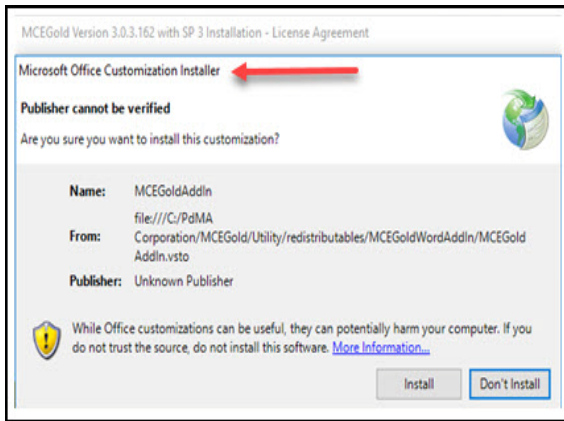 MCEGold Version 3.0.3.162 with SP 3 Installation - License Agreement
Microsoft Office Customization Installer
Publisher cannot be verified
Are you sure you want to install this customization?
Name: MCEGoldAddIn
file:///C:/PdMA
From: Corporation/MCEGold/Utility/redistributables/MCEGoldWordAddIn/MCEGold
AddIn.vsto
Publisher: Unknown Publisher
While Office customizations can be useful, they can potentially harm your computer. If you
do not trust the source, do not install this software. More Information...
Install Don't Install